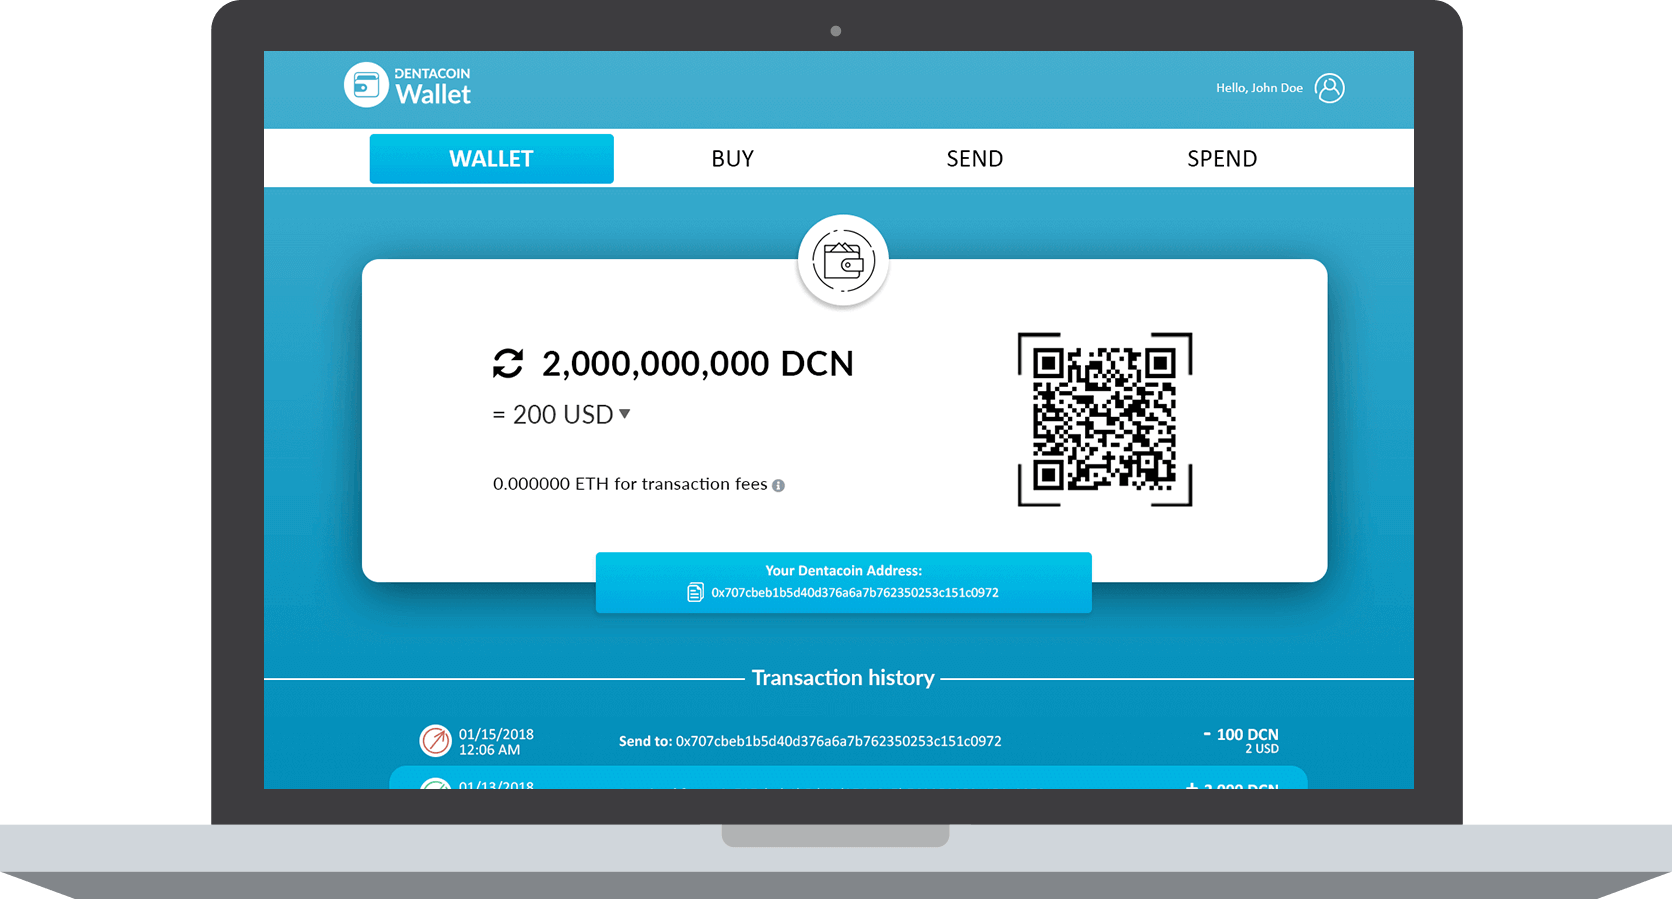 DENTACOIN
Wallet
Hello, John Doe
WALLET
BUY
SEND
SPEND
2,000,000,000 DCN
= 200 USD
0.000000 ETH for transaction fees
Your Dentacoin Address:
0x707cbeb1b5d40d376a6a7b762350253c151c0972
Transaction history
01/15/2018
12:06 AM
Send to: 0x707cbeb1b5d40d376a6a7b762350253c151c0972
- 100 DCN
2 USD
01/13/2018
+ 2,000 DCN